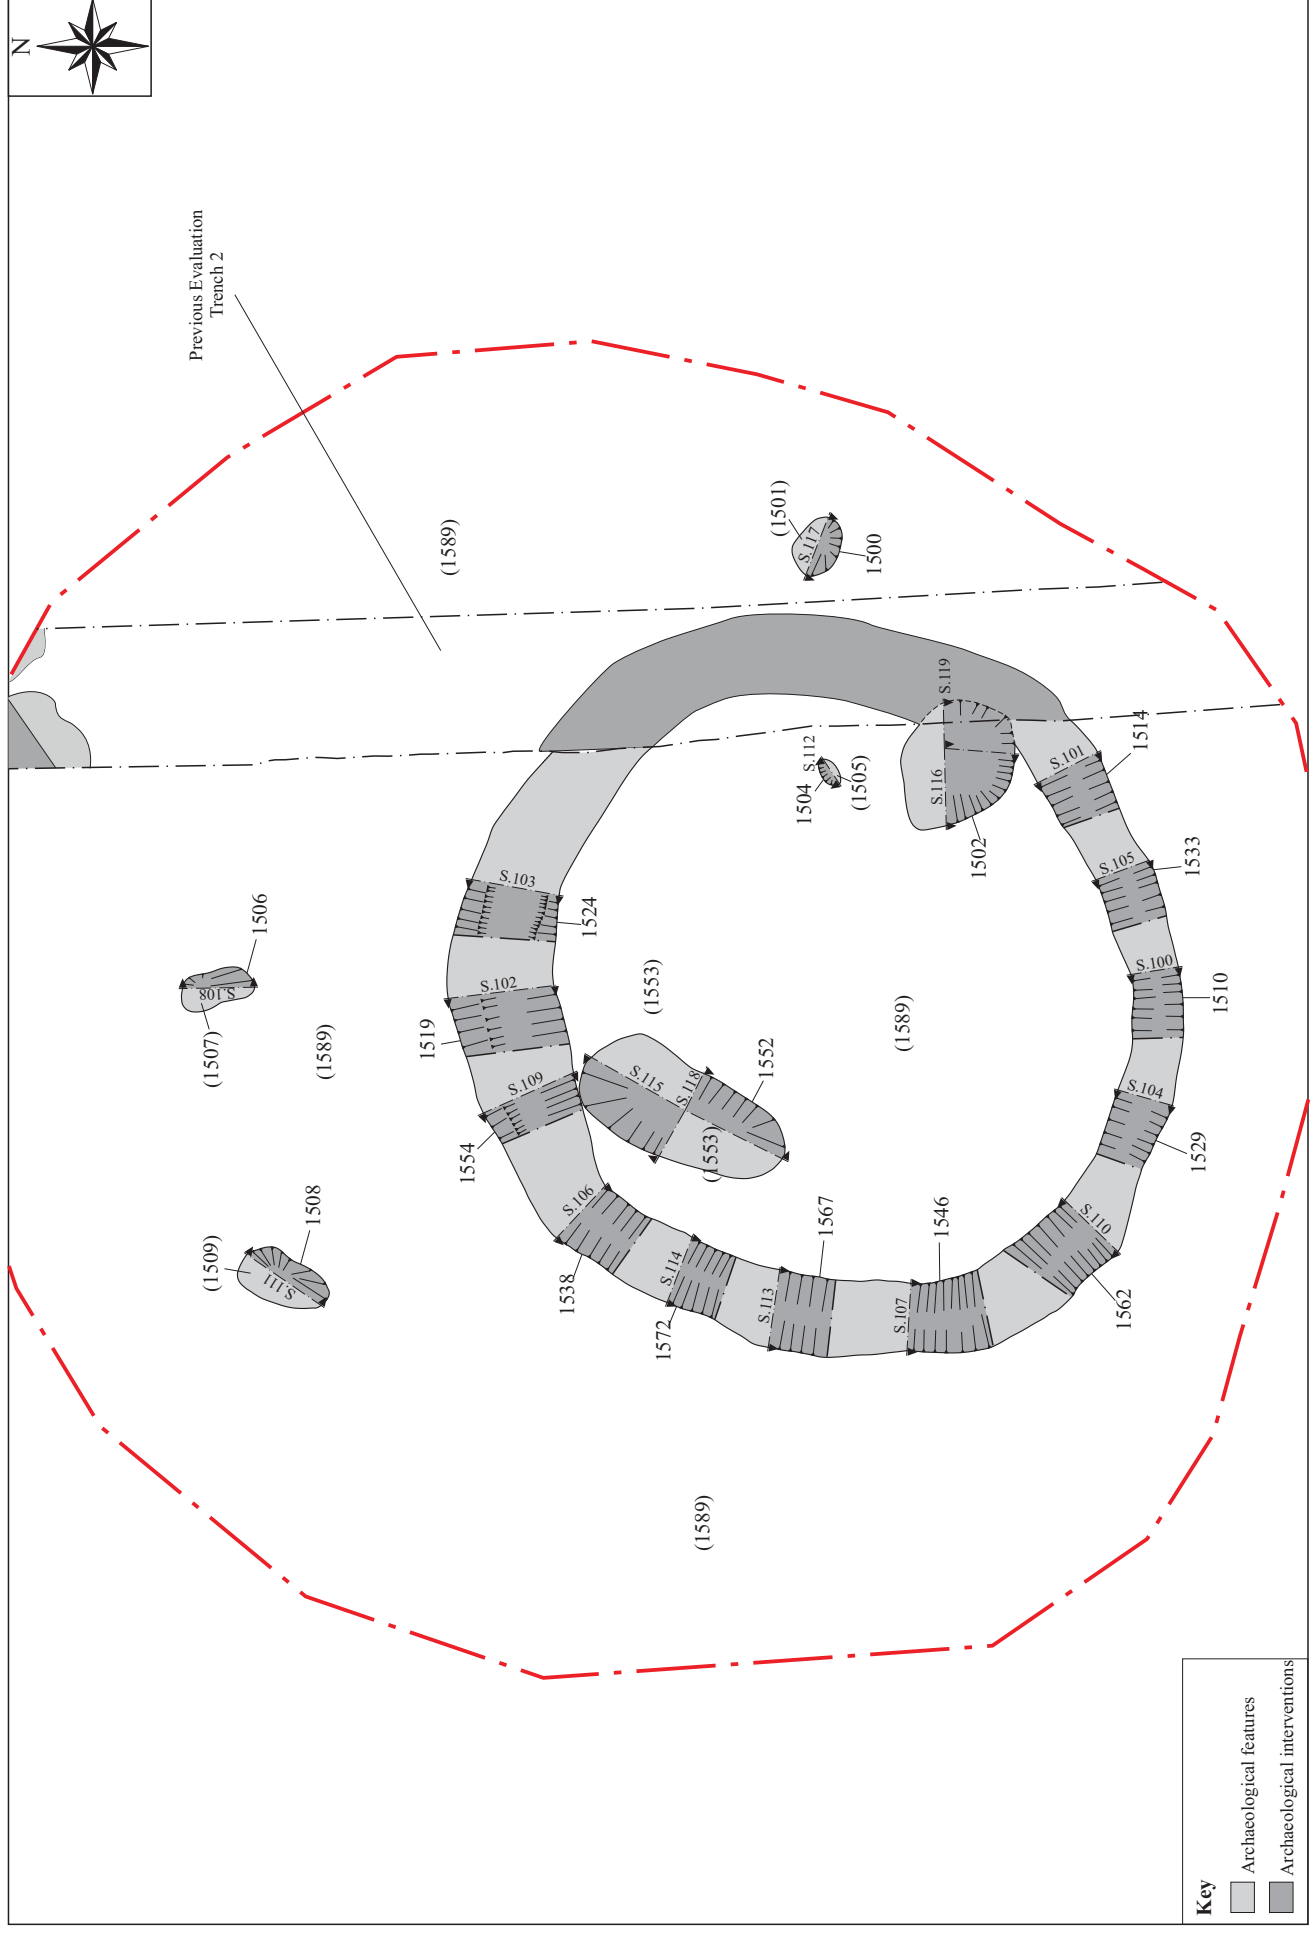 N
Previous Evaluation
Trench 2
(1589)
(1501)
S.117
1500
S.119
S.116
1502
S.112
1504
(1505)
S.101
1514
S.105
1533
S.100
1510
S.104
1529
S.110
1562
S.103
1524
S.102
1519
S.109
1554
S.106
1538
S.114
1572
S.113
1567
S.107
1546
1506
S.108
(1507)
(1589)
1508
(1509)
S.111
(1553)
S.115
S.118
1552
(1553)
(1589)
(1589)
Key
Archaeological features
Archaeological interventions